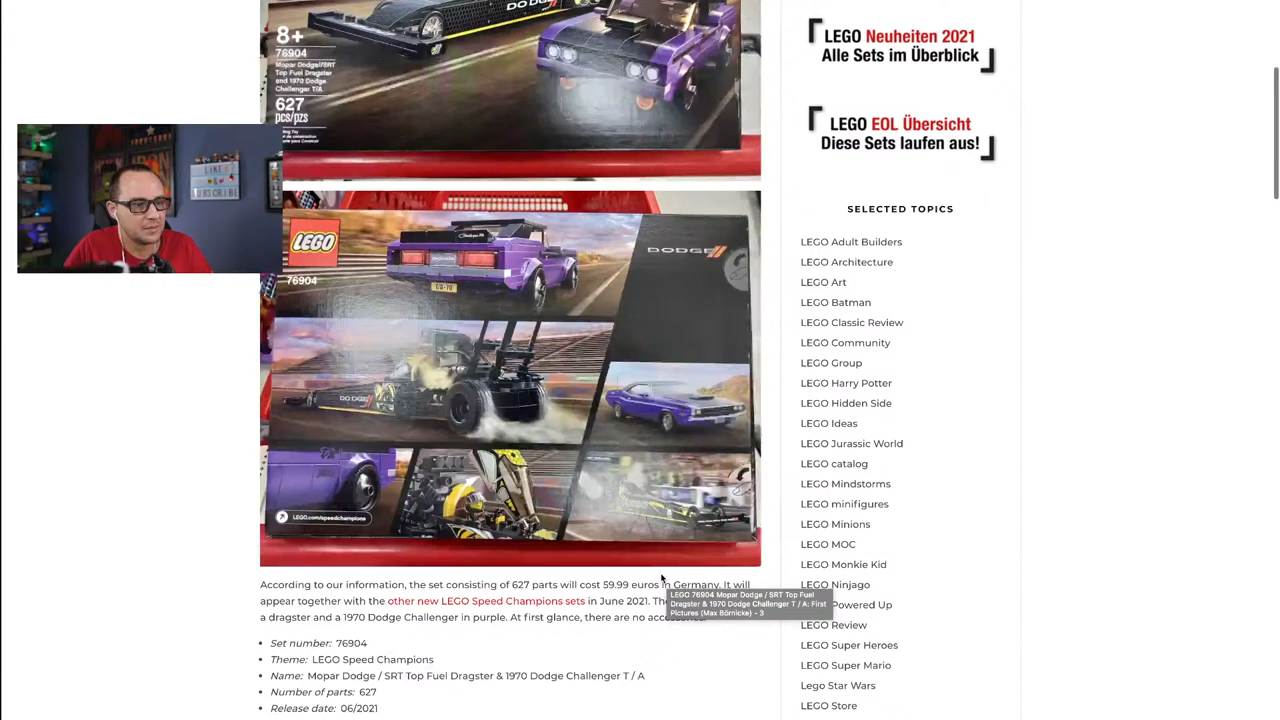 DODGE
8+
76904
Mopar Dodge//SRT
Top Fuel Dragster
and 1970 Dodge
Challenger T/A
627
pcs/pzs
LIKE
&
SUBSCRIBE
LEGO
76904
DODGE
DODGE
LEGO.com/speedchampions
According to our information, the set consisting of 627 parts will cost 59.99 euros in Germany. It will
appear together with the other new LEGO Speed Champions sets in June 2021.
a dragster and a 1970 Dodge Challenger in purple. At first glance, there are no
LEGO 76904 Mopar Dodge / SRT Top Fuel
Dragster & 1970 Dodge Challenger T / A: First
Pictures (Max Börnicke) - 3
• Set number: 76904
• Theme: LEGO Speed Champions
• Name: Mopar Dodge / SRT Top Fuel Dragster & 1970 Dodge Challenger T / A
• Number of parts: 627
• Release date: 06/2021
LEGO Neuheiten 2021
Alle Sets im Überblick
LEGO EOL Übersicht
Diese Sets laufen aus!
SELECTED TOPICS
LEGO Adult Builders
LEGO Architecture
LEGO Art
LEGO Batman
LEGO Classic Review
LEGO Community
LEGO Group
LEGO Harry Potter
LEGO Hidden Side
LEGO Ideas
LEGO Jurassic World
LEGO catalog
LEGO Mindstorms
LEGO minifigures
LEGO Minions
LEGO MOC
LEGO Monkie Kid
LEGO Ninjago
Powered Up
LEGO Review
LEGO Super Heroes
LEGO Super Mario
Lego Star Wars
LEGO Store